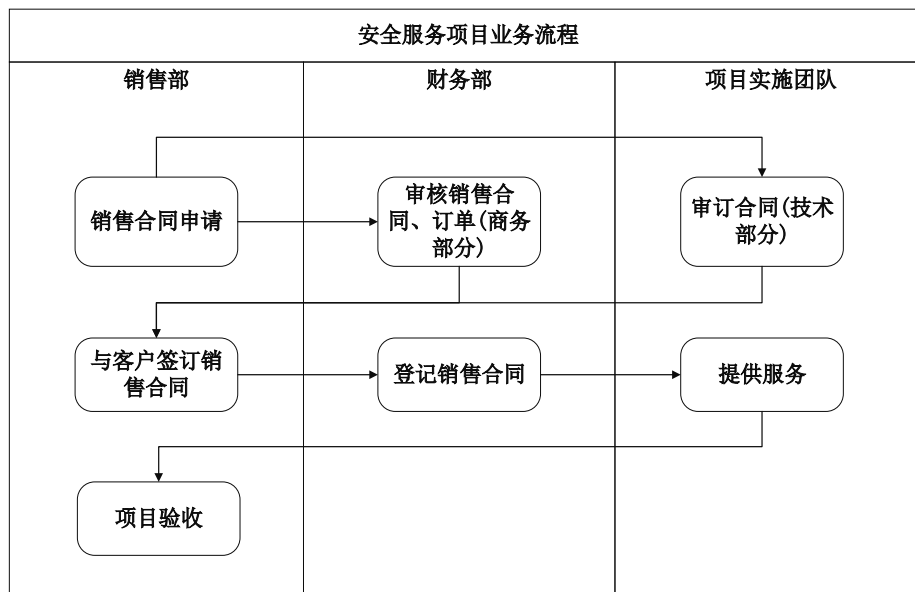 安全服务项目业务流程
销售部
财务部
项目实施团队
销售合同申请
审核销售合
同、订单(商务
部分)
审订合同(技术
部分)
与客户签订销
售合同
登记销售合同
提供服务
项目验收